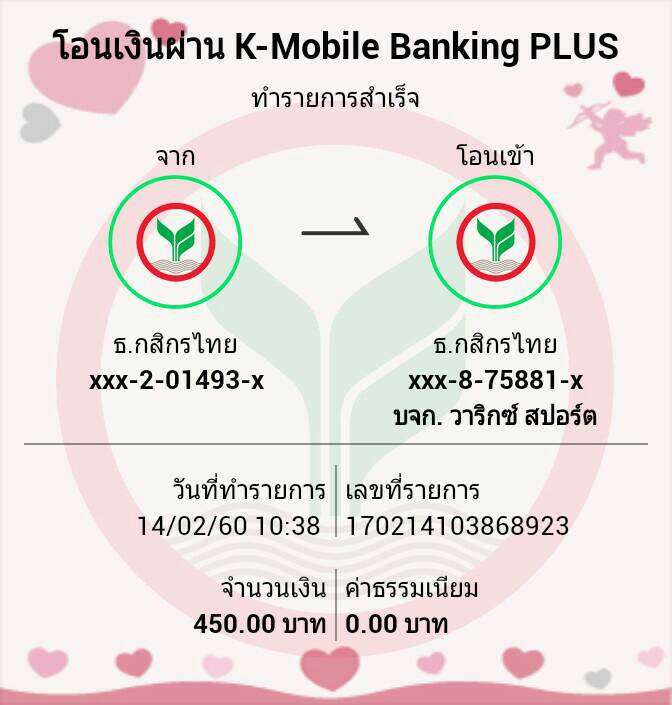 โอนเงินผ่าน K-Mobile Banking PLUS
ทำรายการสำเร็จ
จาก
โอนเข้า
ธ.กสิกรไทย
xxx-2-01493-x
ธ.กสิกรไทย
xxx-8-75881-x
บจก. วาริกซ์ สปอร์ต
วันที่ทำรายการ
14/02/60 10:38
เลขที่รายการ
170214103868923
จำนวนเงิน
450.00 บาท
ค่าธรรมเนียม
0.00 บาท